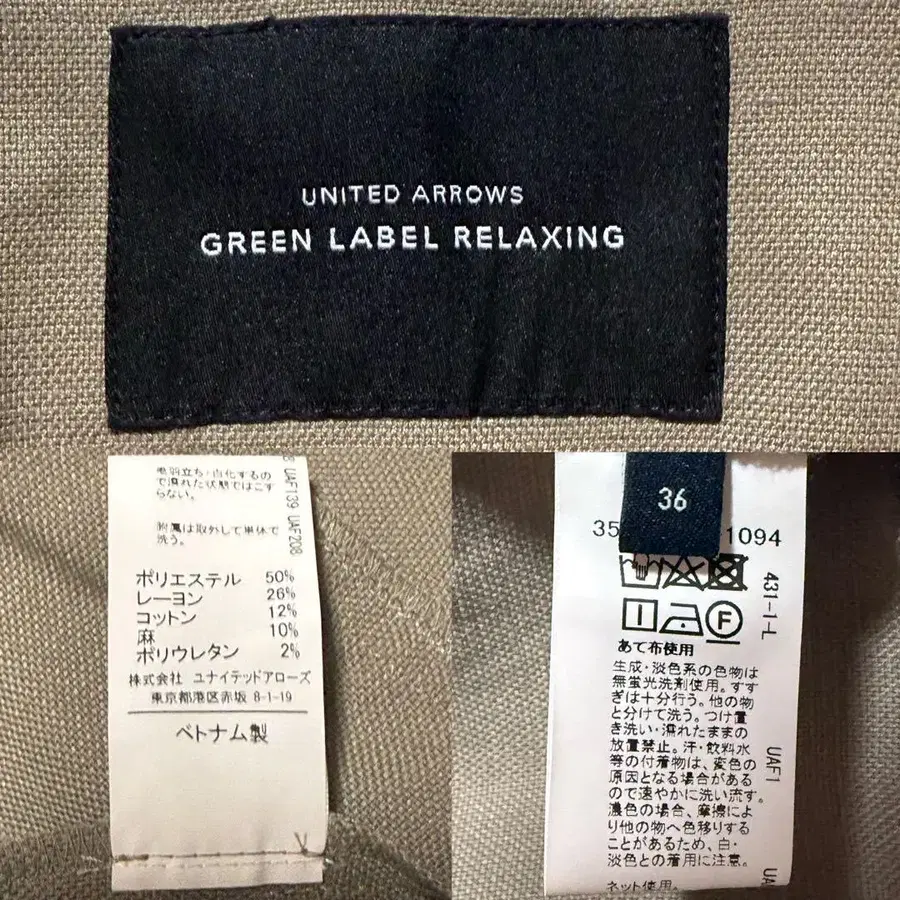 UNITED ARROWS
GREEN LABEL RELAXING
毛羽立ち・白化するの
で濡れた状態ではこす
らない。
附属は取外して単体で
洗う。
ポリエステル 50%
レーヨン 26%
コットン 12%
麻 10%
ポリウレタン 2%
株式会社 ユナイテッドアローズ
東京都港区赤坂 8-1-19
ベトナム製
UAF139 UAF208
36
35
1094
あて布使用
生成・淡色系の色物は
無蛍光洗剤使用。すす
ぎは十分行う。他の物
と分けて洗う。つけ置
き洗い・濡れたままの
放置禁止。汗・飲料水
等の付着物は、変色の
原因となる場合がある
ので速やかに洗い流す。
濃色の場合、摩擦によ
り他の物へ色移りする
ことがあるため、白・
淡色との着用に注意。
ネット使用。
431-1-L
UAF1
UA